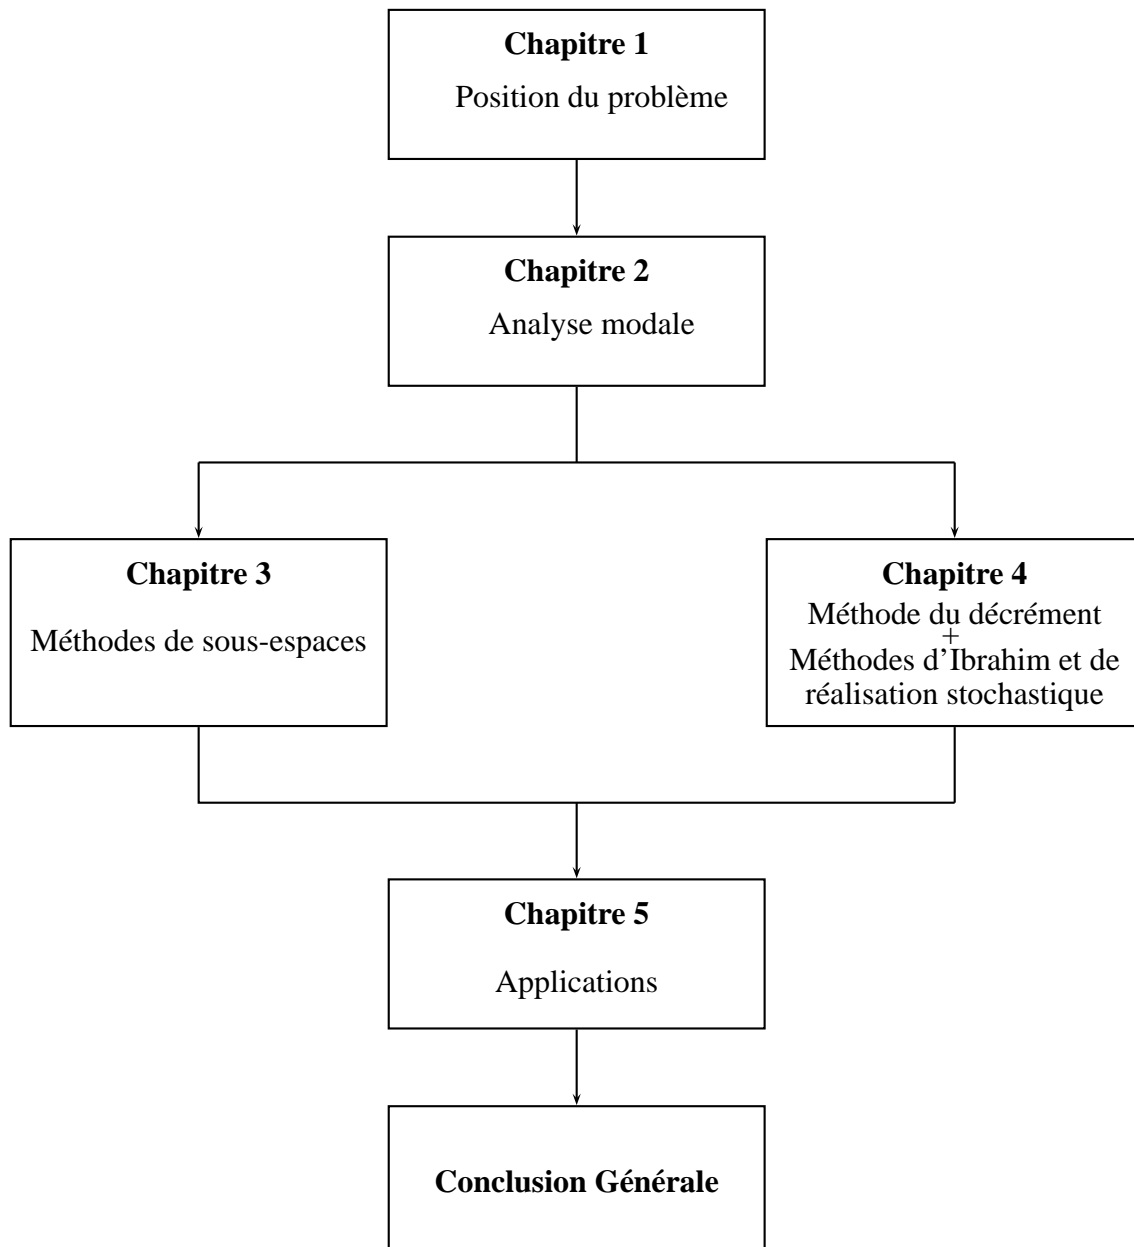 Chapitre 1
Position du problème
Chapitre 2
Analyse modale
Chapitre 3
Méthodes de sous-espaces
Chapitre 4
Méthode du décrément
+
Méthodes d'Ibrahim et de
réalisation stochastique
Chapitre 5
Applications
Conclusion Générale